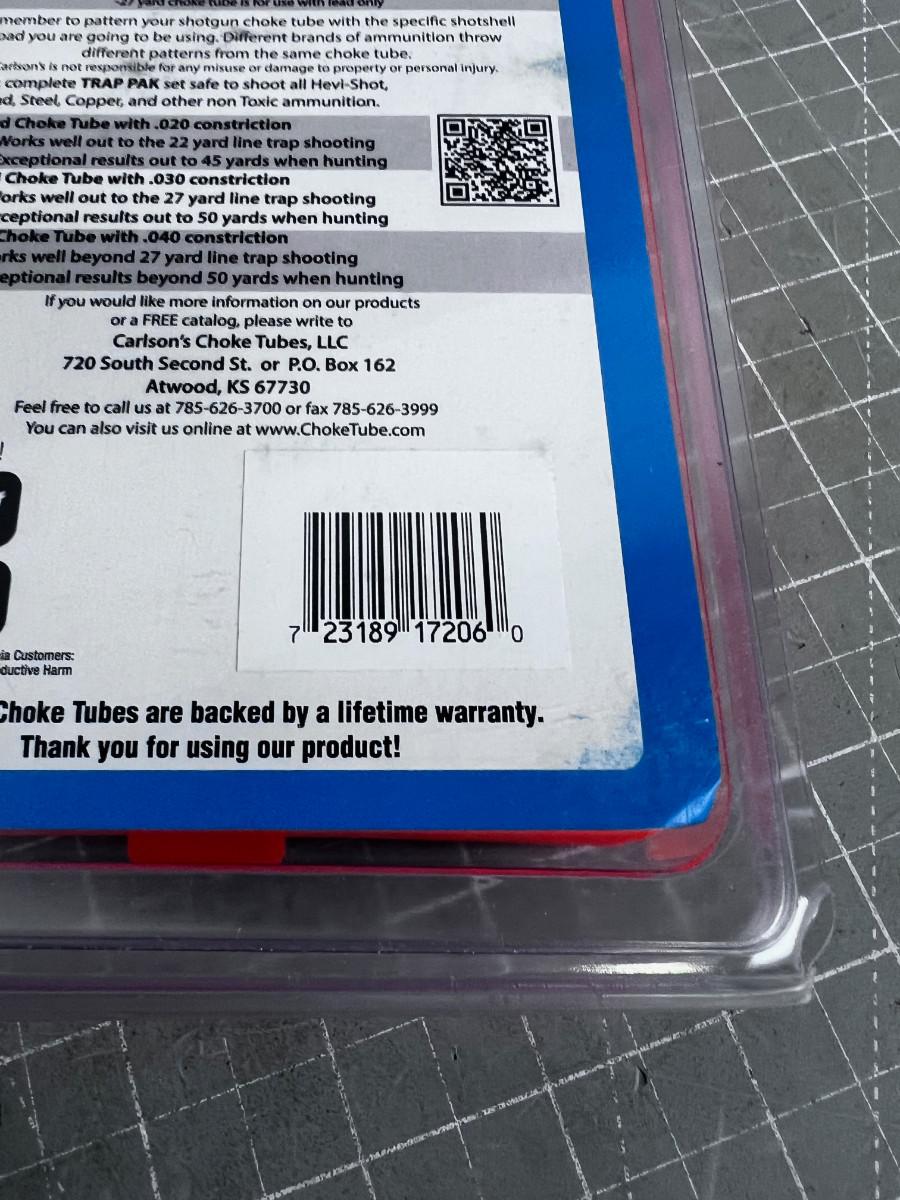 27 yard choke tube is for use with lead only
member to pattern your shotgun choke tube with the specific shotshell
oad you are going to be using. Different brands of ammunition throw
different patterns from the same choke tube.
Carlson's is not responsible for any misuse or damage to property or personal injury.
complete TRAP PAK set safe to shoot all Hevi-Shot,
d, Steel, Copper, and other non Toxic ammunition.
d Choke Tube with .020 constriction
Works well out to the 22 yard line trap shooting
Exceptional results out to 45 yards when hunting
Choke Tube with .030 constriction
orks well out to the 27 yard line trap shooting
ceptional results out to 50 yards when hunting
Choke Tube with .040 constriction
rks well beyond 27 yard line trap shooting
eptional results beyond 50 yards when hunting
If you would like more information on our products
or a FREE catalog, please write to
Carlson's Choke Tubes, LLC
720 South Second St. or P.O. Box 162
Atwood, KS 67730
Feel free to call us at 785-626-3700 or fax 785-626-3999
You can also visit us online at www.ChokeTube.com
!
7 23189 17206 0
ia Customers:
ductive Harm
Choke Tubes are backed by a lifetime warranty.
Thank you for using our product!